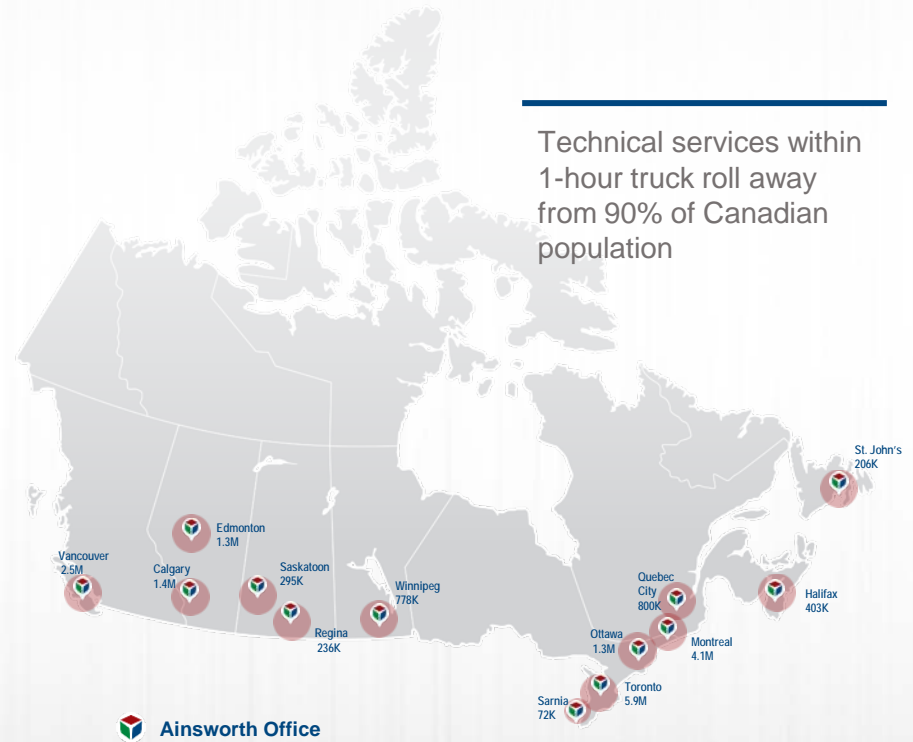 Technical services within
1-hour truck roll away
from 90% of Canadian
population
St. John's
206K
Edmonton
1.3M
Vancouver
2.5M
Calgary
1.4M
Saskatoon
295K
Winnipeg
778K
Regina
236K
Quebec
City
800K
Halifax
403K
Ottawa
1.3M
Montreal
4.1M
Toronto
5.9M
Sarnia
72K
Ainsworth Office